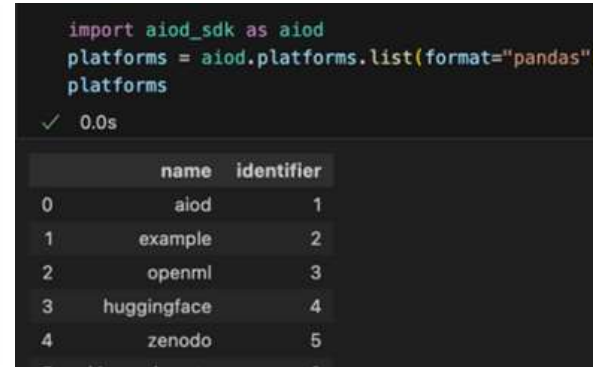 import aiod_sdk as aiod
platforms = aiod.platforms.list(format="pandas"
platforms
✓ 0.0s
name identifier
0 aiod 1
1 example 2
2 openml 3
3 huggingface 4
4 zenodo 5